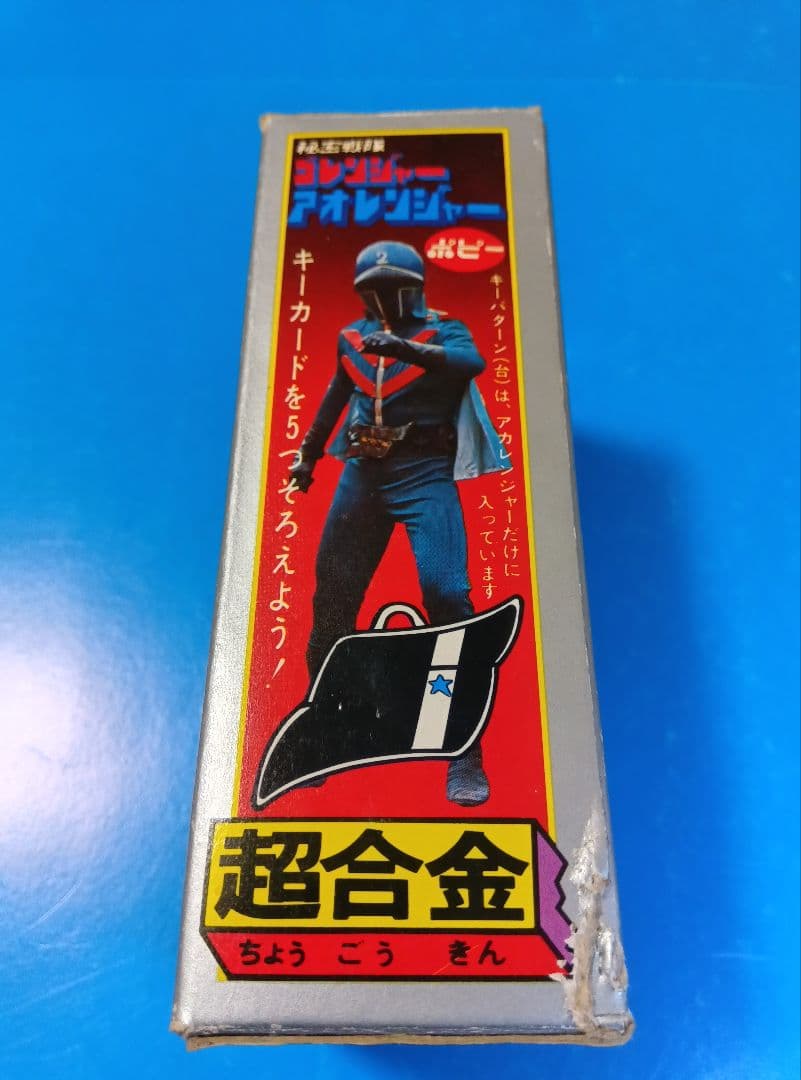 秘密戦隊
ゴレンジャー
アオレンジャー
ポピー
2
キーカードを5つそろえよう!
キーパターン(台)は、アカレンジャーだけに
入っています
超合金
ちょう ごう きん